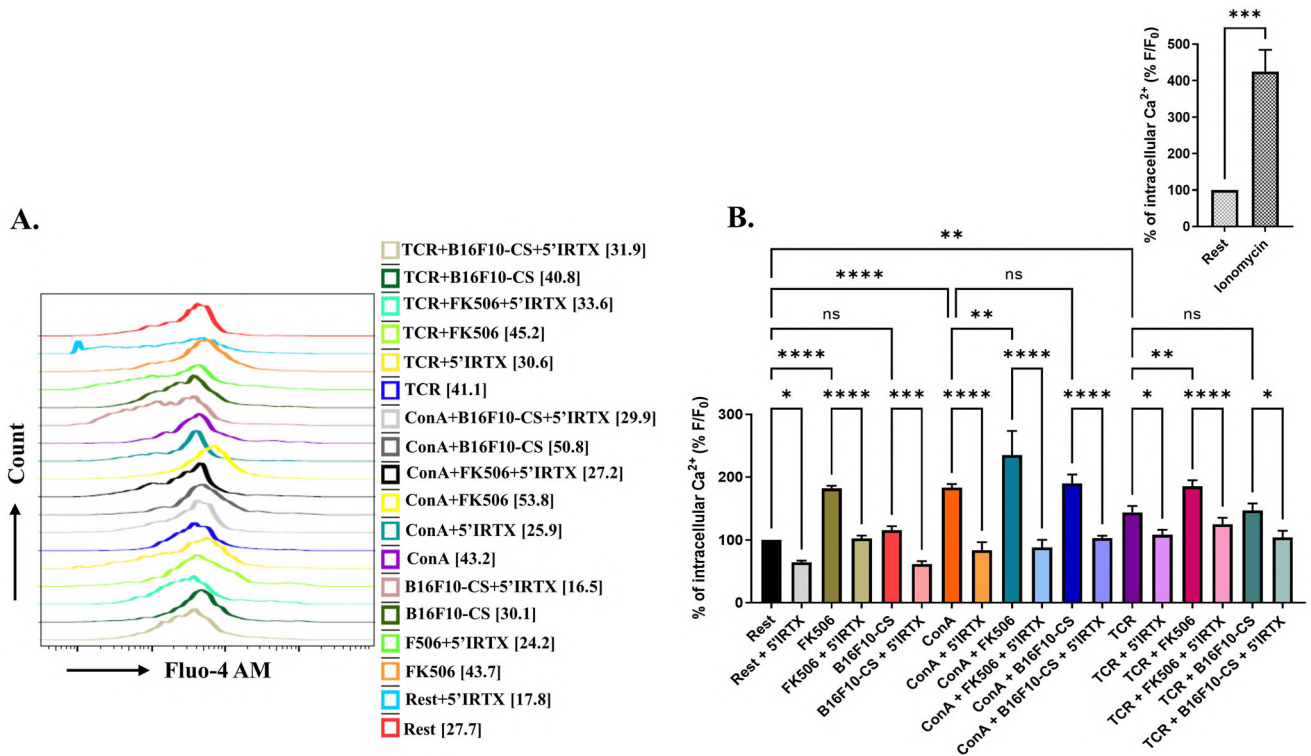 A.
Count
Fluo-4 AM
TCR+B16F10-CS+5'IRTX [31.9]
TCR+B16F10-CS [40.8]
TCR+FK506+5'IRTX [33.6]
TCR+FK506 [45.2]
TCR+5'IRTX [30.6]
TCR [41.1]
ConA+B16F10-CS+5'IRTX [29.9]
ConA+B16F10-CS [50.8]
ConA+FK506+5'IRTX [27.2]
ConA+FK506 [53.8]
ConA+5'IRTX [25.9]
ConA [43.2]
B16F10-CS+5'IRTX [16.5]
B16F10-CS [30.1]
F506+5'IRTX [24.2]
FK506 [43.7]
Rest+5'IRTX [17.8]
Rest [27.7]
B.
% of intracellular Ca²⁺ (% F/F₀)
500
400
300
200
100
0
***
Rest
Ionomycin
% of intracellular Ca²⁺ (% F/F₀)
300
200
100
0
**
**** ns
ns ** ns
**** **** **
* **** *** **** **** * **** *
Rest
Rest + 5'IRTX
FK506
FK506 + 5'IRTX
B16F10-CS
B16F10-CS + 5'IRTX
ConA
ConA + 5'IRTX
ConA + FK506
ConA + FK506 + 5'IRTX
ConA + B16F10-CS
ConA + B16F10-CS + 5'IRTX
TCR
TCR + 5'IRTX
TCR + FK506
TCR + FK506 + 5'IRTX
TCR + B16F10-CS
TCR + B16F10-CS + 5'IRTX